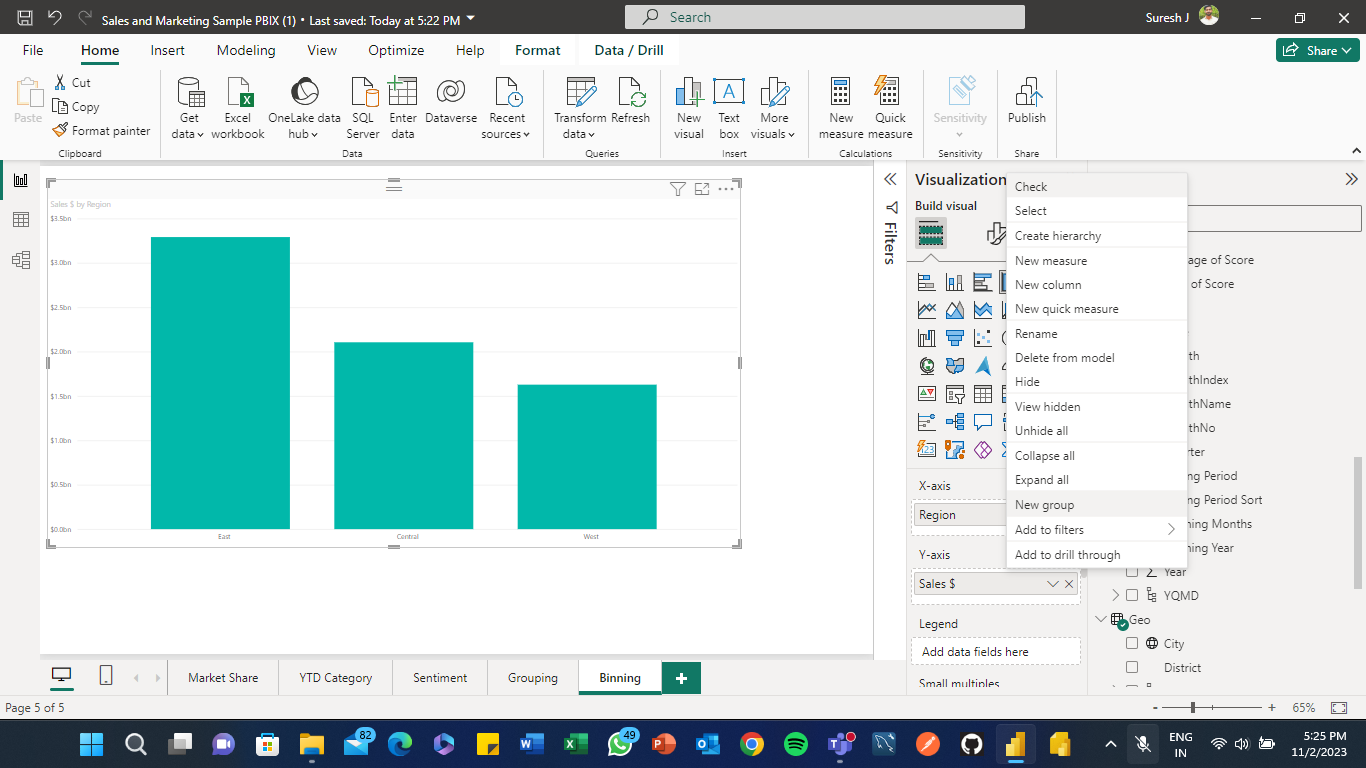 Sales and Marketing Sample PBIX (1) • Last saved: Today at 5:22 PM
Search
Suresh J
File
Home
Insert
Modeling
View
Optimize
Help
Format
Data / Drill
Share
Paste
Cut
Copy
Format painter
Clipboard
Get
data
Excel
workbook
OneLake data
hub
SQL
Server
Enter
data
Dataverse
Recent
sources
Data
Transform
data
Refresh
Queries
New
visual
Text
box
More
visuals
Insert
New
measure
Quick
measure
Calculations
Sensitivity
Sensitivity
Publish
Share
Sales $ by Region
$3.5bn
$3.0bn
$2.5bn
$2.0bn
$1.5bn
$1.0bn
$0.5bn
$0.0bn
East
Central
West
Filters
Visualization
Build visual
123
X-axis
Region
Y-axis
Sales $
Legend
Add data fields here
Small multiples
Check
Select
Create hierarchy
New measure
New column
New quick measure
Rename
Delete from model
Hide
View hidden
Unhide all
Collapse all
Expand all
New group
Add to filters
Add to drill through
age of Score
of Score
th
thIndex
thName
thNo
rter
ng Period
ng Period Sort
ning Months
ning Year
Year
YQMD
Geo
City
District
Market Share
YTD Category
Sentiment
Grouping
Binning
Page 5 of 5
- + 65%
82
49
ENG
IN
5:25 PM
11/2/2023